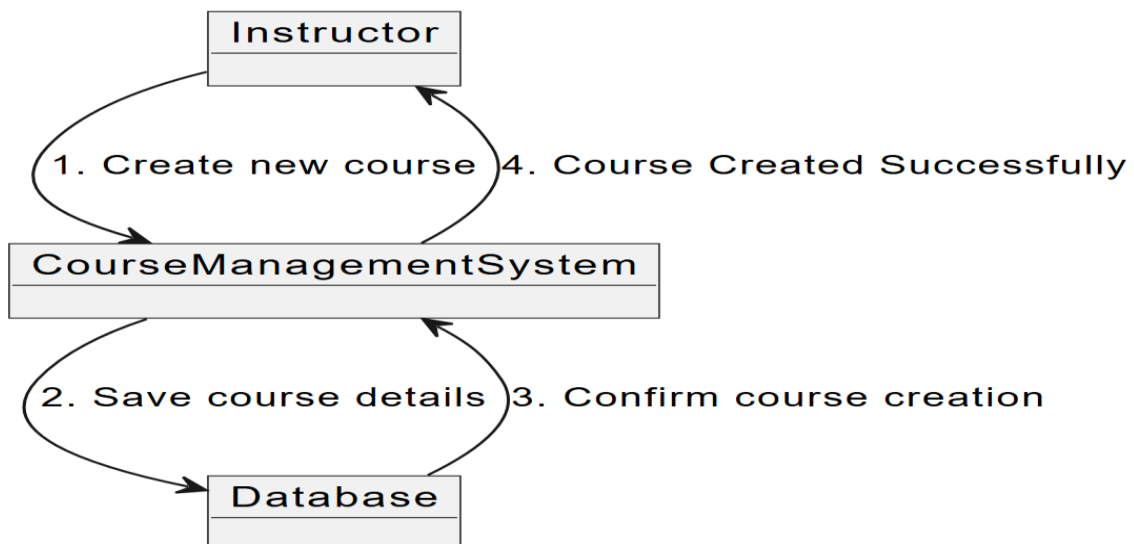 Instructor
1. Create new course
4. Course Created Successfully
CourseManagementSystem
2. Save course details
3. Confirm course creation
Database